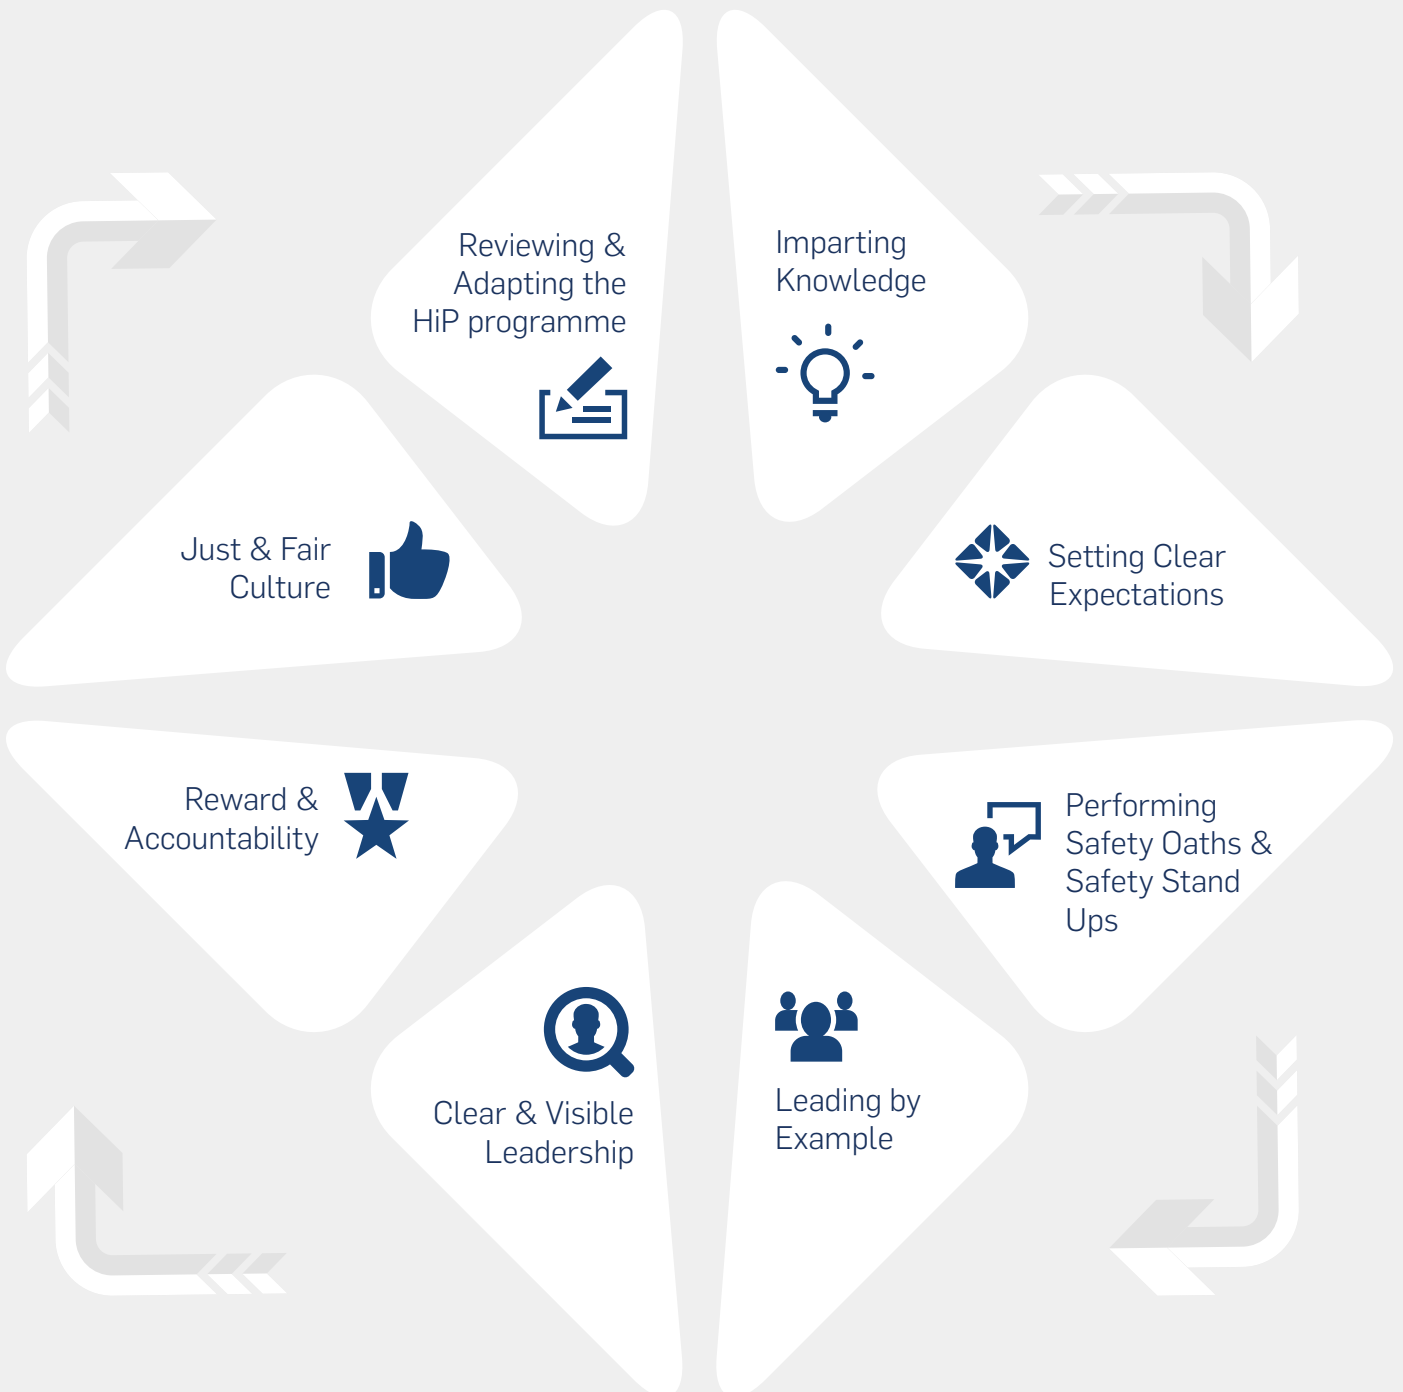 Reviewing &
Adapting the
HiP programme
Imparting
Knowledge
Just & Fair
Culture
Setting Clear
Expectations
Reward &
Accountability
Performing
Safety Oaths &
Safety Stand
Ups
Clear & Visible
Leadership
Leading by
Example